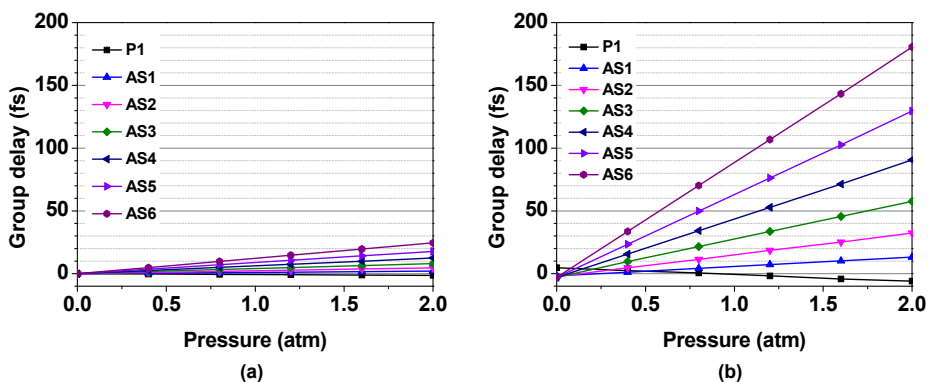 200
150
100
50
0
Group delay (fs)
P1
AS1
AS2
AS3
AS4
AS5
AS6
0.0 0.5 1.0 1.5 2.0
Pressure (atm)
(a)
200
150
100
50
0
Group delay (fs)
P1
AS1
AS2
AS3
AS4
AS5
AS6
0.0 0.5 1.0 1.5 2.0
Pressure (atm)
(b)